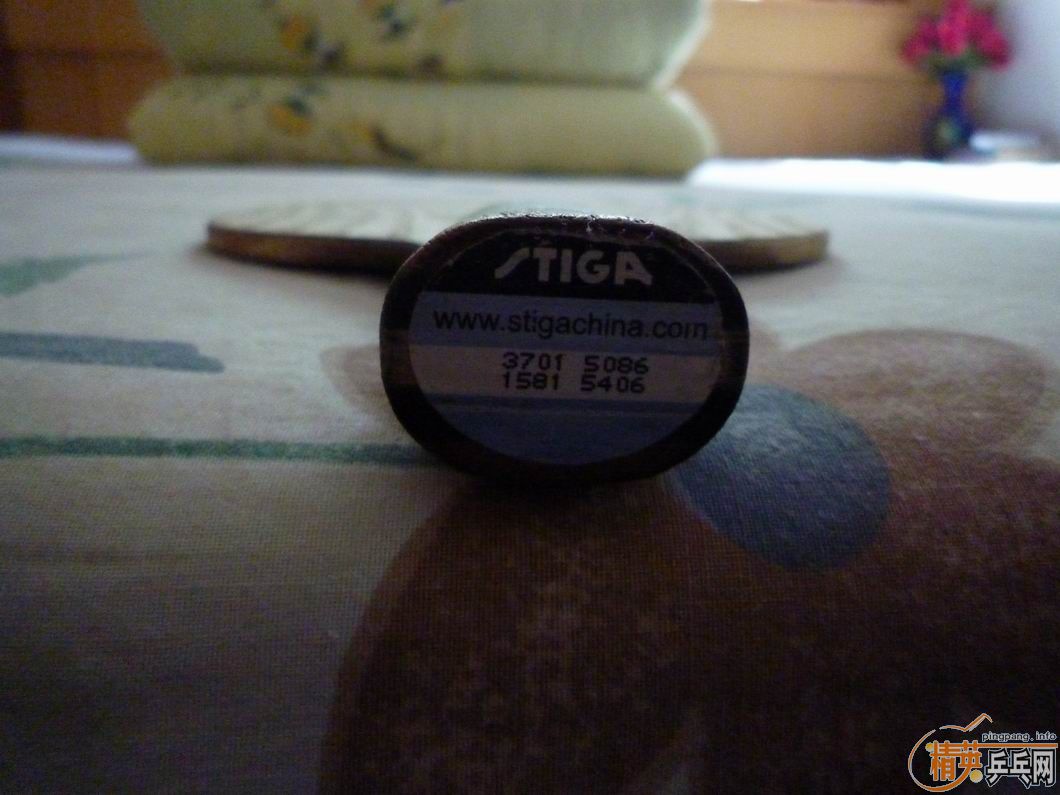 STIGA
www.stigachina.com
3701 5086
1581 5406
pingpang.info
精英乒乓网